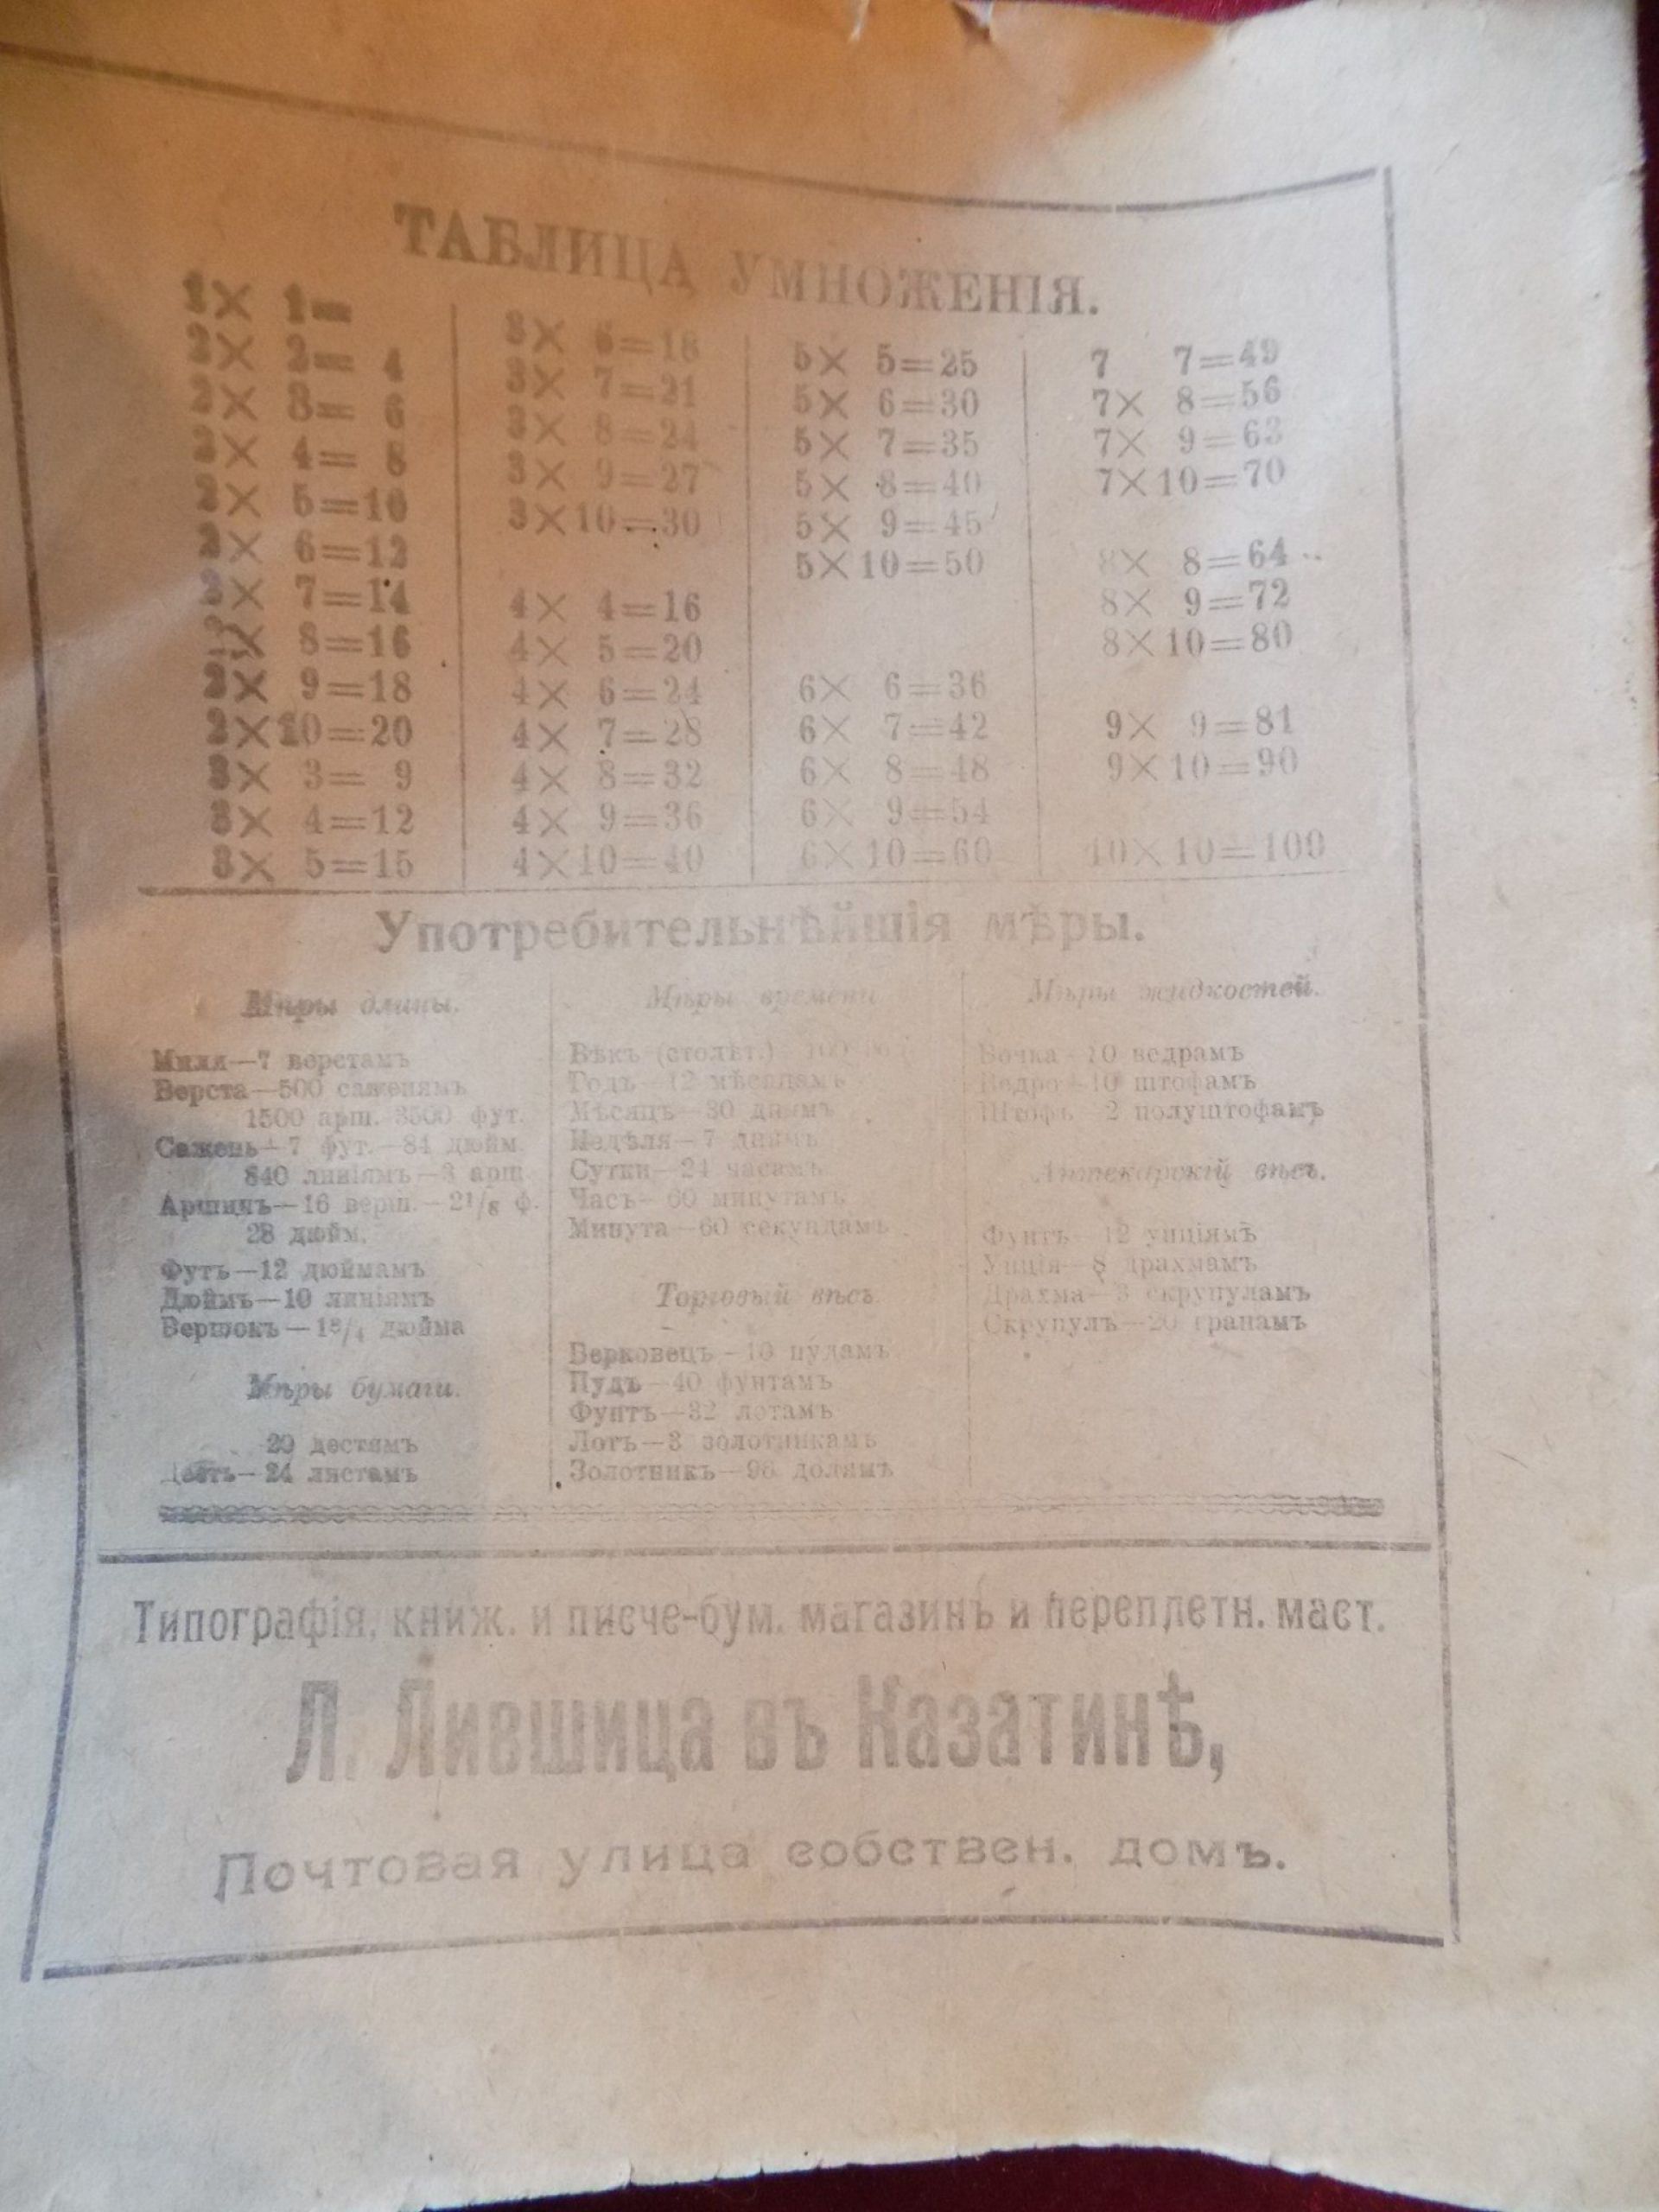 ТАБЛИЦА УМНОЖЕНІЯ.
1× 1=
2× 2= 4
2× 3= 6
2× 4= 8
2× 5=10
2× 6=12
2× 7=14
2× 8=16
2× 9=18
2×10=20
3× 3= 9
3× 4=12
3× 5=15
3× 6=18
3× 7=21
3× 8=24
3× 9=27
3×10=30
4× 4=16
4× 5=20
4× 6=24
4× 7=28
4× 8=32
4× 9=36
4×10=40
5× 5=25
5× 6=30
5× 7=35
5× 8=40
5× 9=45
5×10=50
6× 6=36
6× 7=42
6× 8=48
6× 9=54
6×10=60
7 7=49
7× 8=56
7× 9=63
7×10=70
8× 8=64
8× 9=72
8×10=80
9× 9=81
9×10=90
10×10=100
Употребительнѣйшія мѣры.
Мѣры длины.
Миля—7 верстамъ
Верста—500 саженямъ
1500 арш. 3500 фут.
Сажень—7 фут.—84 дюйм.
840 линіямъ—3 арш.
Аршинъ—16 верш.—2¹/₈ ф.
28 дюйм.
Футъ—12 дюймамъ
Дюймъ—10 линіямъ
Вершокъ—1³/₄ дюйма
Мѣры бумаги.
20 дестямъ
Десть—24 листамъ
Мѣры времени
Вѣкъ (столѣт.) 100
Годъ—12 мѣсяцамъ
Мѣсяцъ—30 днямъ
Недѣля—7 днямъ
Сутки—24 часамъ
Часъ—60 минутамъ
Минута—60 секундамъ.
Торговый вѣсъ
Берковецъ—10 пудамъ
Пудъ—40 фунтамъ
Фунтъ—32 лотамъ
Лотъ—3 золотникамъ
Золотникъ—96 долямъ
Мѣры жидкостей.
Бочка—10 ведрамъ
Ведро—10 штофамъ
Штофъ—2 полуштофамъ
Аптекарскій вѣсъ.
Фунтъ—12 унціямъ
Унція—8 драхмамъ
Драхма—3 скрупуламъ
Скрупулъ—20 гранамъ
Типографія, книж. и писче-бум. магазинъ и переплетн. маст.
Л. Лившица въ Казатинѣ,
Почтовая улица собствен. домъ.